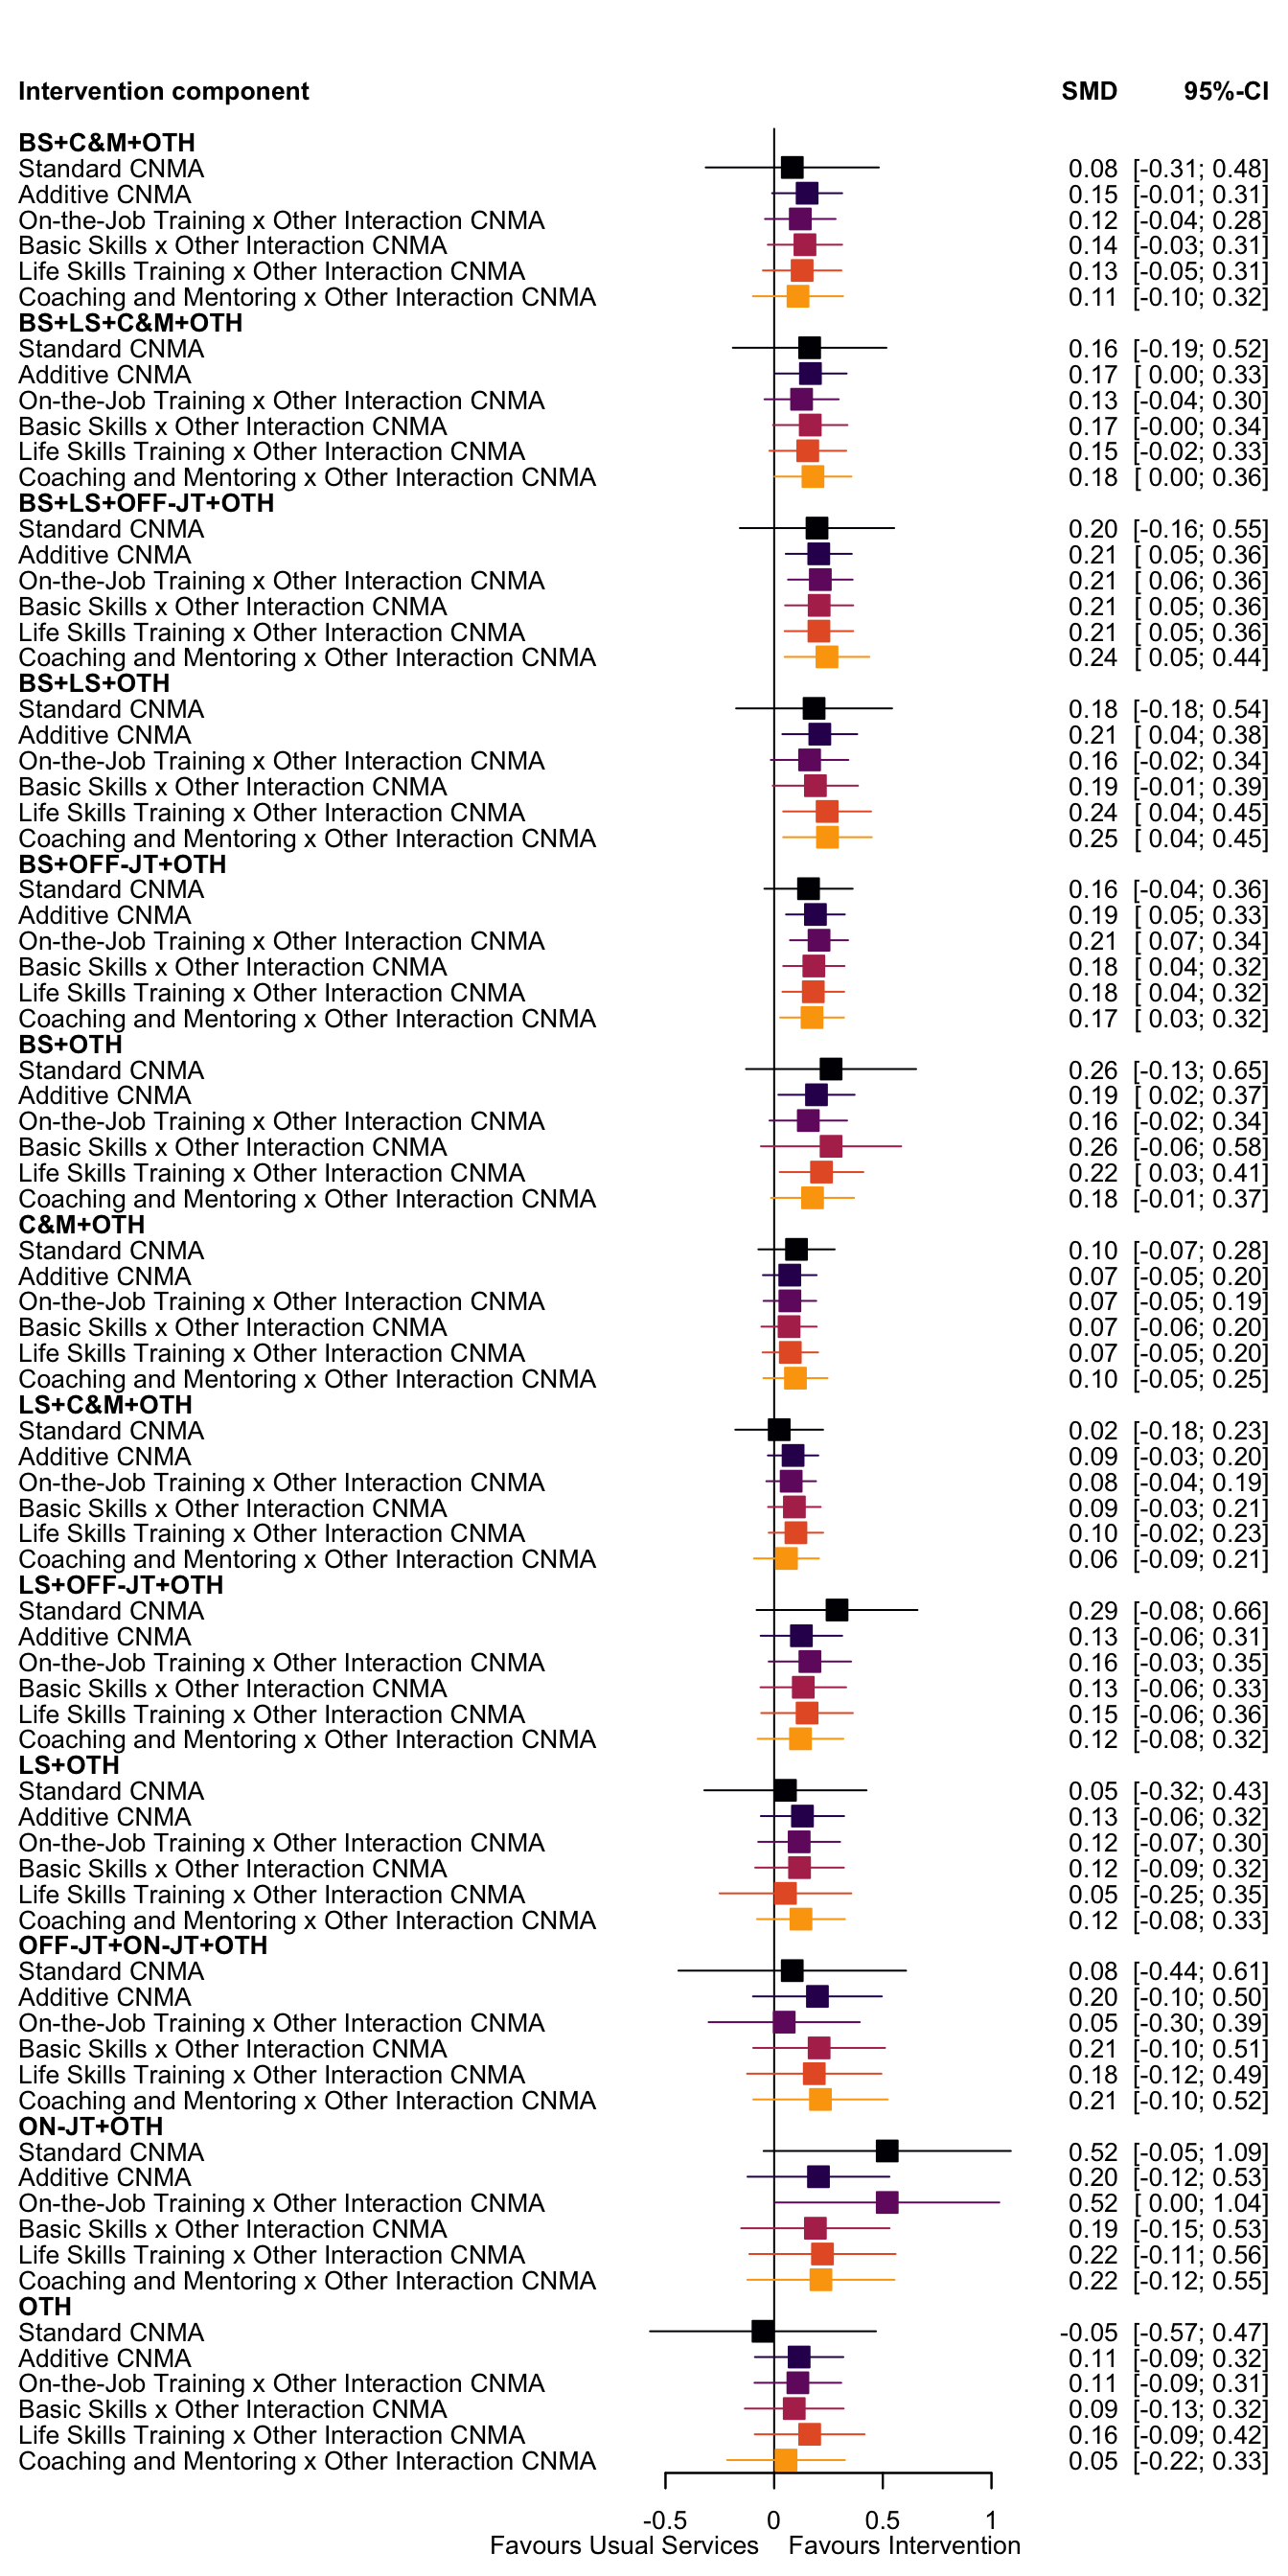 Intervention component SMD 95%-CI
BS+C&M+OTH
Standard CNMA 0.08 [-0.31; 0.48]
Additive CNMA 0.15 [-0.01; 0.31]
On-the-Job Training x Other Interaction CNMA 0.12 [-0.04; 0.28]
Basic Skills x Other Interaction CNMA 0.14 [-0.03; 0.31]
Life Skills Training x Other Interaction CNMA 0.13 [-0.05; 0.31]
Coaching and Mentoring x Other Interaction CNMA 0.11 [-0.10; 0.32]
BS+LS+C&M+OTH
Standard CNMA 0.16 [-0.19; 0.52]
Additive CNMA 0.17 [ 0.00; 0.33]
On-the-Job Training x Other Interaction CNMA 0.13 [-0.04; 0.30]
Basic Skills x Other Interaction CNMA 0.17 [-0.00; 0.34]
Life Skills Training x Other Interaction CNMA 0.15 [-0.02; 0.33]
Coaching and Mentoring x Other Interaction CNMA 0.18 [ 0.00; 0.36]
BS+LS+OFF-JT+OTH
Standard CNMA 0.20 [-0.16; 0.55]
Additive CNMA 0.21 [ 0.05; 0.36]
On-the-Job Training x Other Interaction CNMA 0.21 [ 0.06; 0.36]
Basic Skills x Other Interaction CNMA 0.21 [ 0.05; 0.36]
Life Skills Training x Other Interaction CNMA 0.21 [ 0.05; 0.36]
Coaching and Mentoring x Other Interaction CNMA 0.24 [ 0.05; 0.44]
BS+LS+OTH
Standard CNMA 0.18 [-0.18; 0.54]
Additive CNMA 0.21 [ 0.04; 0.38]
On-the-Job Training x Other Interaction CNMA 0.16 [-0.02; 0.34]
Basic Skills x Other Interaction CNMA 0.19 [-0.01; 0.39]
Life Skills Training x Other Interaction CNMA 0.24 [ 0.04; 0.45]
Coaching and Mentoring x Other Interaction CNMA 0.25 [ 0.04; 0.45]
BS+OFF-JT+OTH
Standard CNMA 0.16 [-0.04; 0.36]
Additive CNMA 0.19 [ 0.05; 0.33]
On-the-Job Training x Other Interaction CNMA 0.21 [ 0.07; 0.34]
Basic Skills x Other Interaction CNMA 0.18 [ 0.04; 0.32]
Life Skills Training x Other Interaction CNMA 0.18 [ 0.04; 0.32]
Coaching and Mentoring x Other Interaction CNMA 0.17 [ 0.03; 0.32]
BS+OTH
Standard CNMA 0.26 [-0.13; 0.65]
Additive CNMA 0.19 [ 0.02; 0.37]
On-the-Job Training x Other Interaction CNMA 0.16 [-0.02; 0.34]
Basic Skills x Other Interaction CNMA 0.26 [-0.06; 0.58]
Life Skills Training x Other Interaction CNMA 0.22 [ 0.03; 0.41]
Coaching and Mentoring x Other Interaction CNMA 0.18 [-0.01; 0.37]
C&M+OTH
Standard CNMA 0.10 [-0.07; 0.28]
Additive CNMA 0.07 [-0.05; 0.20]
On-the-Job Training x Other Interaction CNMA 0.07 [-0.05; 0.19]
Basic Skills x Other Interaction CNMA 0.07 [-0.06; 0.20]
Life Skills Training x Other Interaction CNMA 0.07 [-0.05; 0.20]
Coaching and Mentoring x Other Interaction CNMA 0.10 [-0.05; 0.25]
LS+C&M+OTH
Standard CNMA 0.02 [-0.18; 0.23]
Additive CNMA 0.09 [-0.03; 0.20]
On-the-Job Training x Other Interaction CNMA 0.08 [-0.04; 0.19]
Basic Skills x Other Interaction CNMA 0.09 [-0.03; 0.21]
Life Skills Training x Other Interaction CNMA 0.10 [-0.02; 0.23]
Coaching and Mentoring x Other Interaction CNMA 0.06 [-0.09; 0.21]
LS+OFF-JT+OTH
Standard CNMA 0.29 [-0.08; 0.66]
Additive CNMA 0.13 [-0.06; 0.31]
On-the-Job Training x Other Interaction CNMA 0.16 [-0.03; 0.35]
Basic Skills x Other Interaction CNMA 0.13 [-0.06; 0.33]
Life Skills Training x Other Interaction CNMA 0.15 [-0.06; 0.36]
Coaching and Mentoring x Other Interaction CNMA 0.12 [-0.08; 0.32]
LS+OTH
Standard CNMA 0.05 [-0.32; 0.43]
Additive CNMA 0.13 [-0.06; 0.32]
On-the-Job Training x Other Interaction CNMA 0.12 [-0.07; 0.30]
Basic Skills x Other Interaction CNMA 0.12 [-0.09; 0.32]
Life Skills Training x Other Interaction CNMA 0.05 [-0.25; 0.35]
Coaching and Mentoring x Other Interaction CNMA 0.12 [-0.08; 0.33]
OFF-JT+ON-JT+OTH
Standard CNMA 0.08 [-0.44; 0.61]
Additive CNMA 0.20 [-0.10; 0.50]
On-the-Job Training x Other Interaction CNMA 0.05 [-0.30; 0.39]
Basic Skills x Other Interaction CNMA 0.21 [-0.10; 0.51]
Life Skills Training x Other Interaction CNMA 0.18 [-0.12; 0.49]
Coaching and Mentoring x Other Interaction CNMA 0.21 [-0.10; 0.52]
ON-JT+OTH
Standard CNMA 0.52 [-0.05; 1.09]
Additive CNMA 0.20 [-0.12; 0.53]
On-the-Job Training x Other Interaction CNMA 0.52 [ 0.00; 1.04]
Basic Skills x Other Interaction CNMA 0.19 [-0.15; 0.53]
Life Skills Training x Other Interaction CNMA 0.22 [-0.11; 0.56]
Coaching and Mentoring x Other Interaction CNMA 0.22 [-0.12; 0.55]
OTH
Standard CNMA -0.05 [-0.57; 0.47]
Additive CNMA 0.11 [-0.09; 0.32]
On-the-Job Training x Other Interaction CNMA 0.11 [-0.09; 0.31]
Basic Skills x Other Interaction CNMA 0.09 [-0.13; 0.32]
Life Skills Training x Other Interaction CNMA 0.16 [-0.09; 0.42]
Coaching and Mentoring x Other Interaction CNMA 0.05 [-0.22; 0.33]
-0.5 0 0.5 1
Favours Usual Services Favours Intervention